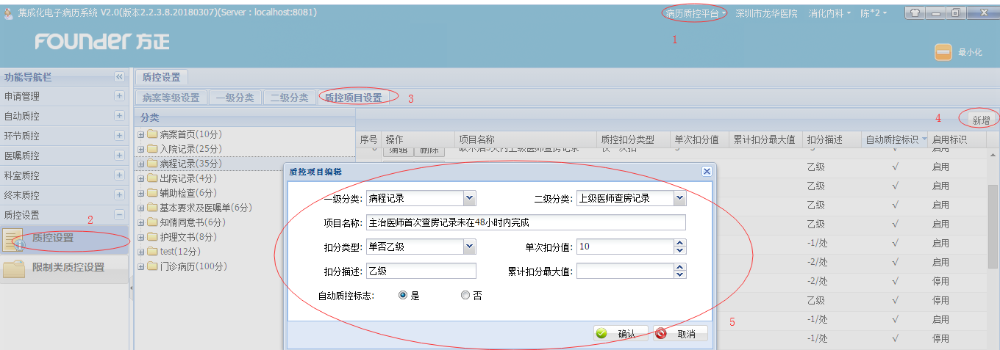 集成化电子病历系统 V2.0(版本2.2.3.8.20180307)(Server : localhost:8081)
病历质控平台 深圳市龙华医院 消化内科 陈*2
1
FOUNDER 方正
最小化
功能导航栏
申请管理
自动质控
环节质控
医嘱质控
科室质控
终末质控
质控设置
2
质控设置
限制类质控设置
质控设置
病案等级设置 一级分类 二级分类 质控项目设置 3
分类
病案首页(10分)
入院记录(25分)
病程记录(35分)
出院记录(4分)
辅助检查(6分)
基本要求及医嘱单(6分)
知情同意书(6分)
护理文书(8分)
test(12分)
门诊病历(100分)
4 新增
序号 操作 项目名称 质控扣分类型 单次扣分值 累计扣分最大值 扣分描述 自动质控标识 启用标识
编辑 删除 启用
乙级 √ 启用
乙级 √ 启用
乙级 √ 启用
乙级 √ 启用
-1/处 √ 启用
-2/处 √ 启用
-2/处 √ 停用
乙级 √ 停用
-1/处 √ 启用
-1/处 √ 停用
质控项目编辑
一级分类: 病程记录 二级分类: 上级医师查房记录
项目名称: 主治医师首次查房记录未在48小时内完成
扣分类型: 单否乙级 单次扣分值: 10
扣分描述: 乙级 累计扣分最大值:
自动质控标志: 是 否
确认 取消
5